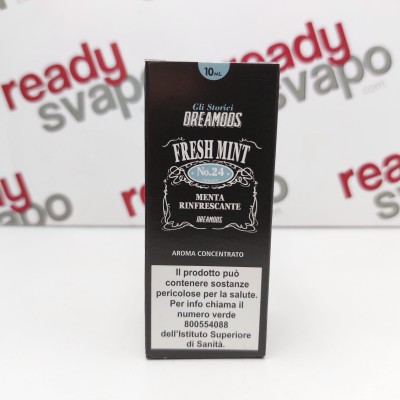 ready
svapo
.com
ready
svapo
ready
svapo
10ML
Gli Storici
DREAMODS
FRESH MINT
No.24
MENTA
RINFRESCANTE
DREAMODS
AROMA CONCENTRATO
Il prodotto può
contenere sostanze
pericolose per la salute.
Per info chiama il
numero verde
800554088
dell'Istituto Superiore
di Sanità.